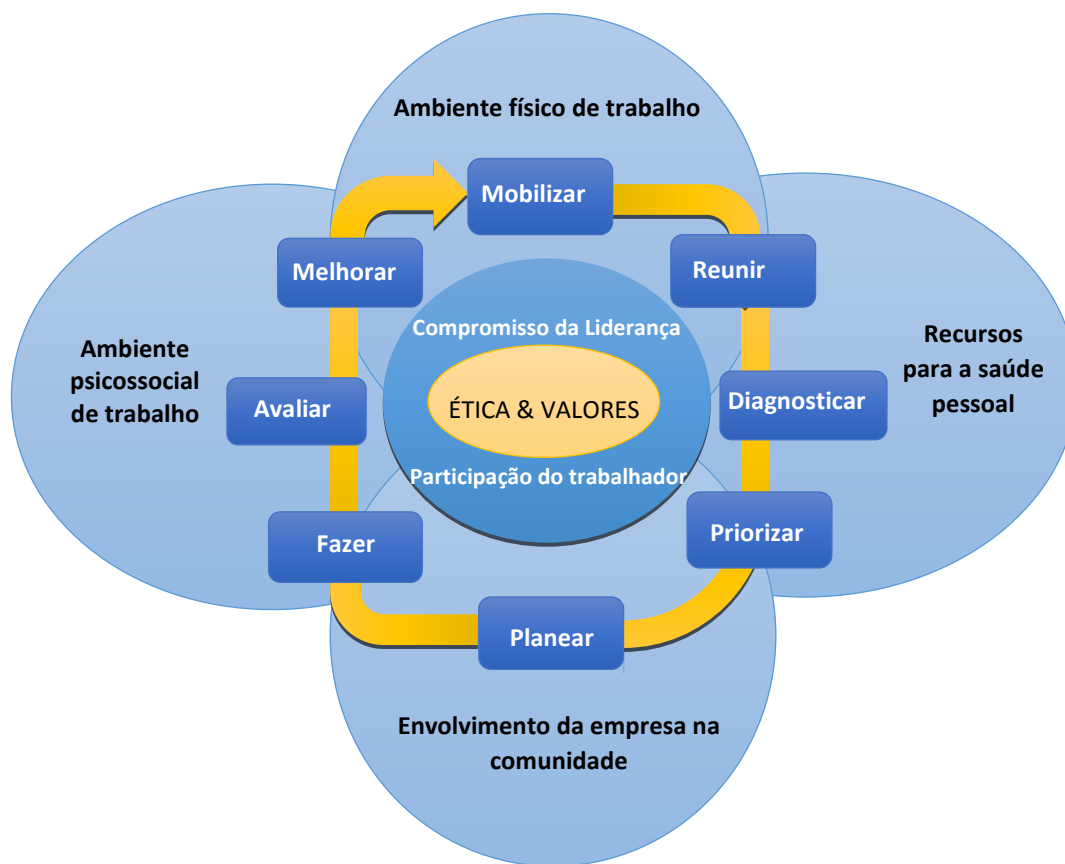 Ambiente físico de trabalho
Mobilizar
Melhorar
Reunir
Compromisso da Liderança
Ambiente
psicossocial
de trabalho
Recursos
para a saúde
pessoal
Avaliar
ÉTICA & VALORES
Diagnosticar
Participação do trabalhador
Fazer
Priorizar
Planear
Envolvimento da empresa na
comunidade